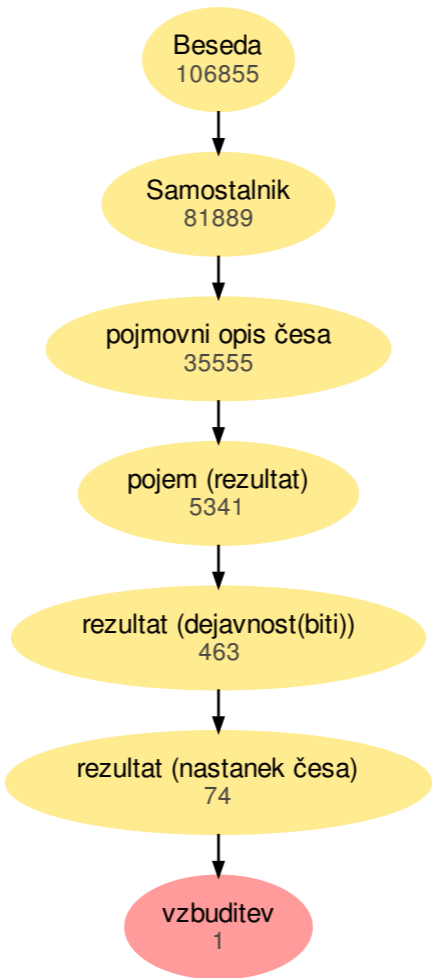 Beseda
106855
Samostalnik
81889
pojmovni opis česa
35555
pojem (rezultat)
5341
rezultat (dejavnost(biti))
463
rezultat (nastanek česa)
74
vzbuditev
1